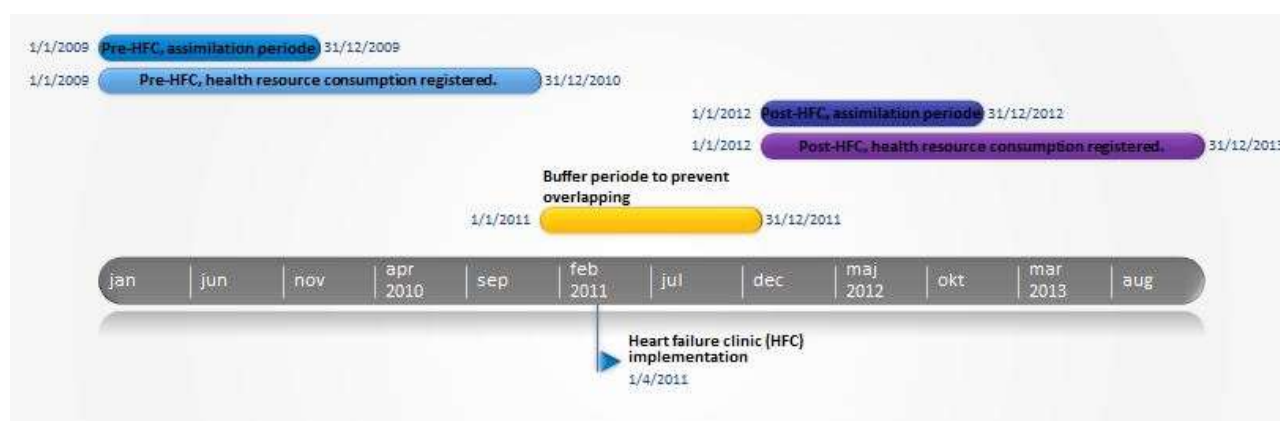 1/1/2009 Pre-HFC, assimilation periode 31/12/2009
1/1/2009 Pre-HFC, health resource consumption registered. 31/12/2010
1/1/2012 Post-HFC, assimilation periode 31/12/2012
1/1/2012 Post-HFC, health resource consumption registered. 31/12/2013
Buffer periode to prevent
overlapping
1/1/2011 31/12/2011
jan jun nov apr 2010 sep feb 2011 jul dec maj 2012 okt mar 2013 aug
Heart failure clinic (HFC)
implementation
1/4/2011